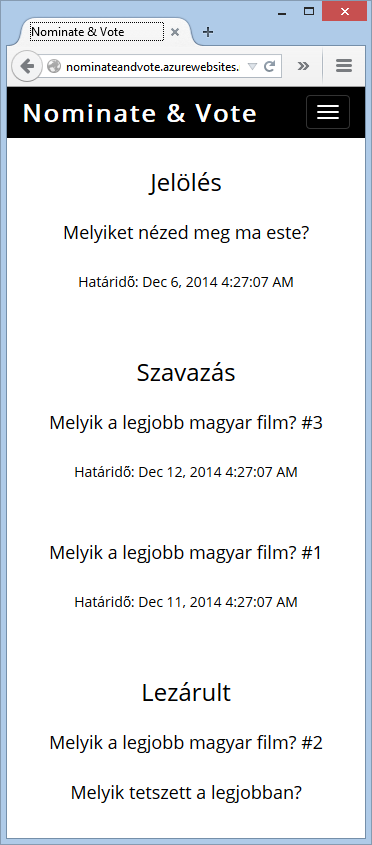 Nominate & Vote
nominateandvote.azurewebsites.
Nominate & Vote
Jelölés
Melyiket nézed meg ma este?
Határidő: Dec 6, 2014 4:27:07 AM
Szavazás
Melyik a legjobb magyar film? #3
Határidő: Dec 12, 2014 4:27:07 AM
Melyik a legjobb magyar film? #1
Határidő: Dec 11, 2014 4:27:07 AM
Lezárult
Melyik a legjobb magyar film? #2
Melyik tetszett a legjobban?